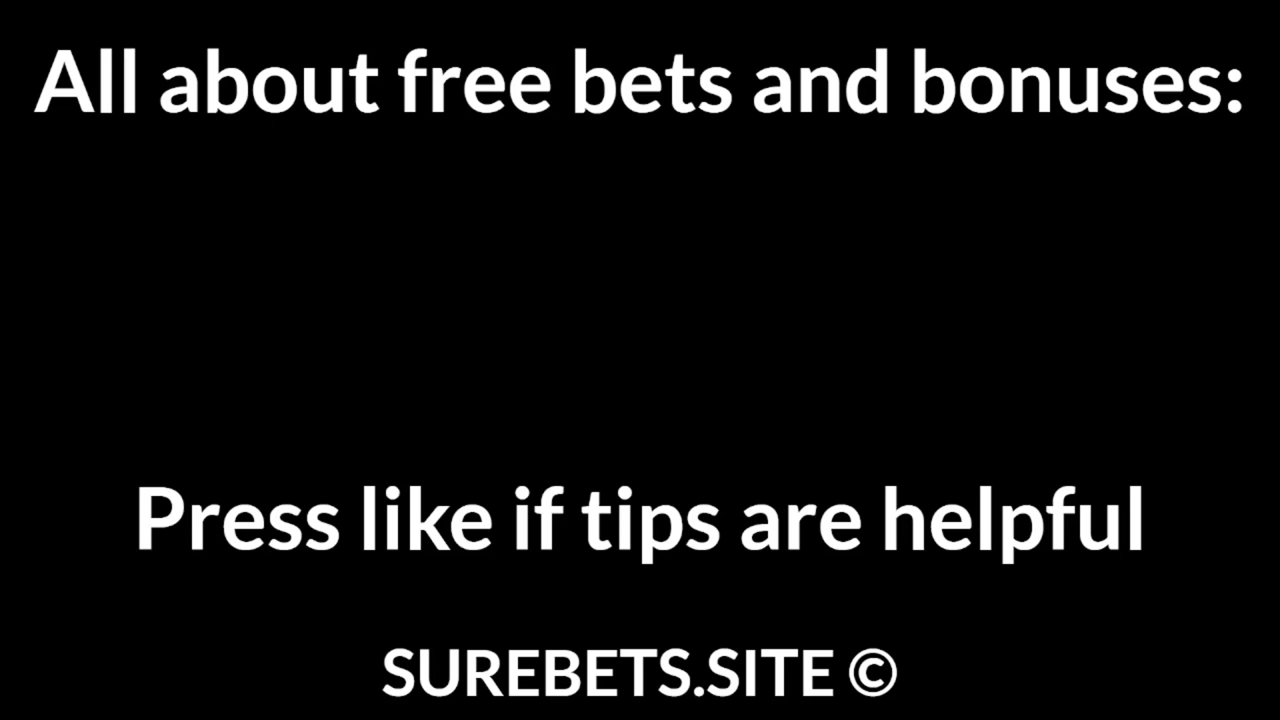 All about free bets and bonuses:
Press like if tips are helpful
SUREBETS.SITE ©